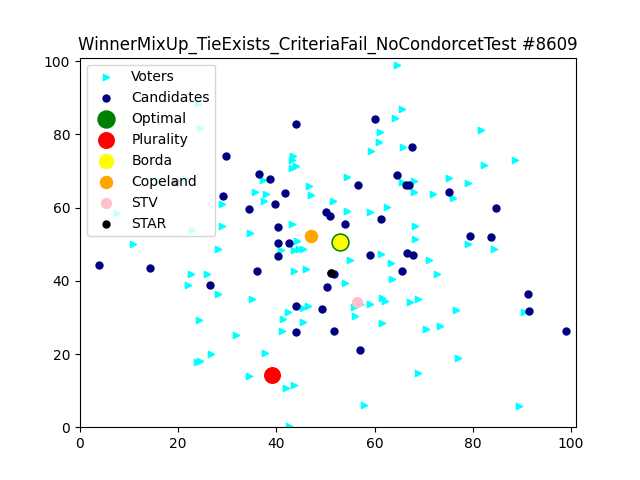 WinnerMixUp_TieExists_CriteriaFail_NoCondorcetTest #8609
Voters
Candidates
Optimal
Plurality
Borda
Copeland
STV
STAR
100
80
60
40
20
0
0 20 40 60 80 100